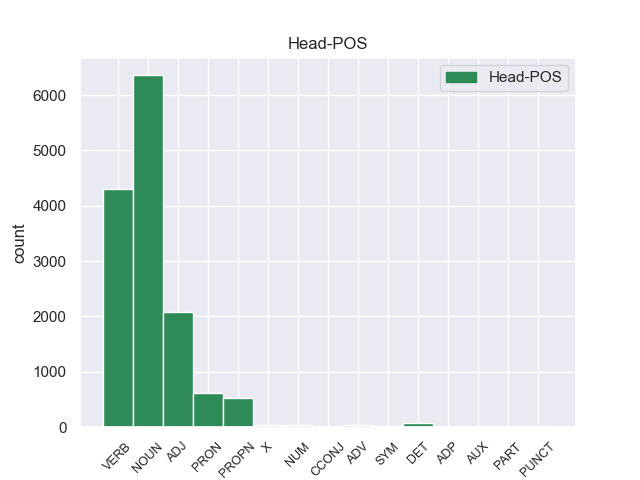 Head-POS
Head-POS
6000
5000
4000
3000
2000
1000
0
count
VERB
NOUN
ADJ
PRON
PROPN
X
NUM
CCONJ
ADV
SYM
DET
ADP
AUX
PART
PUNCT